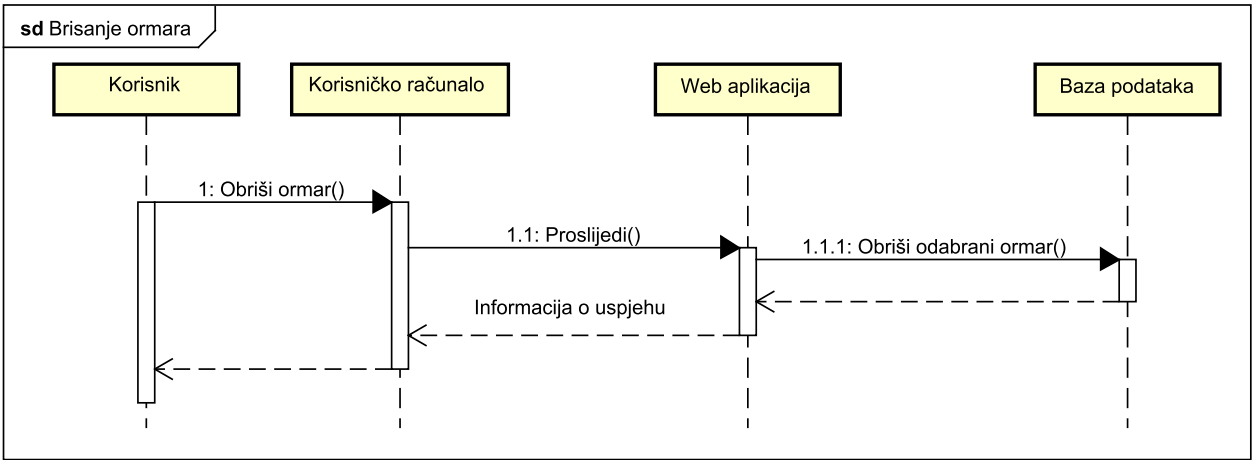 sd Brisanje ormara
Korisnik
Korisničko računalo
Web aplikacija
Baza podataka
1: Obriši ormar()
1.1: Proslijedi()
1.1.1: Obriši odabrani ormar()
Informacija o uspjehu